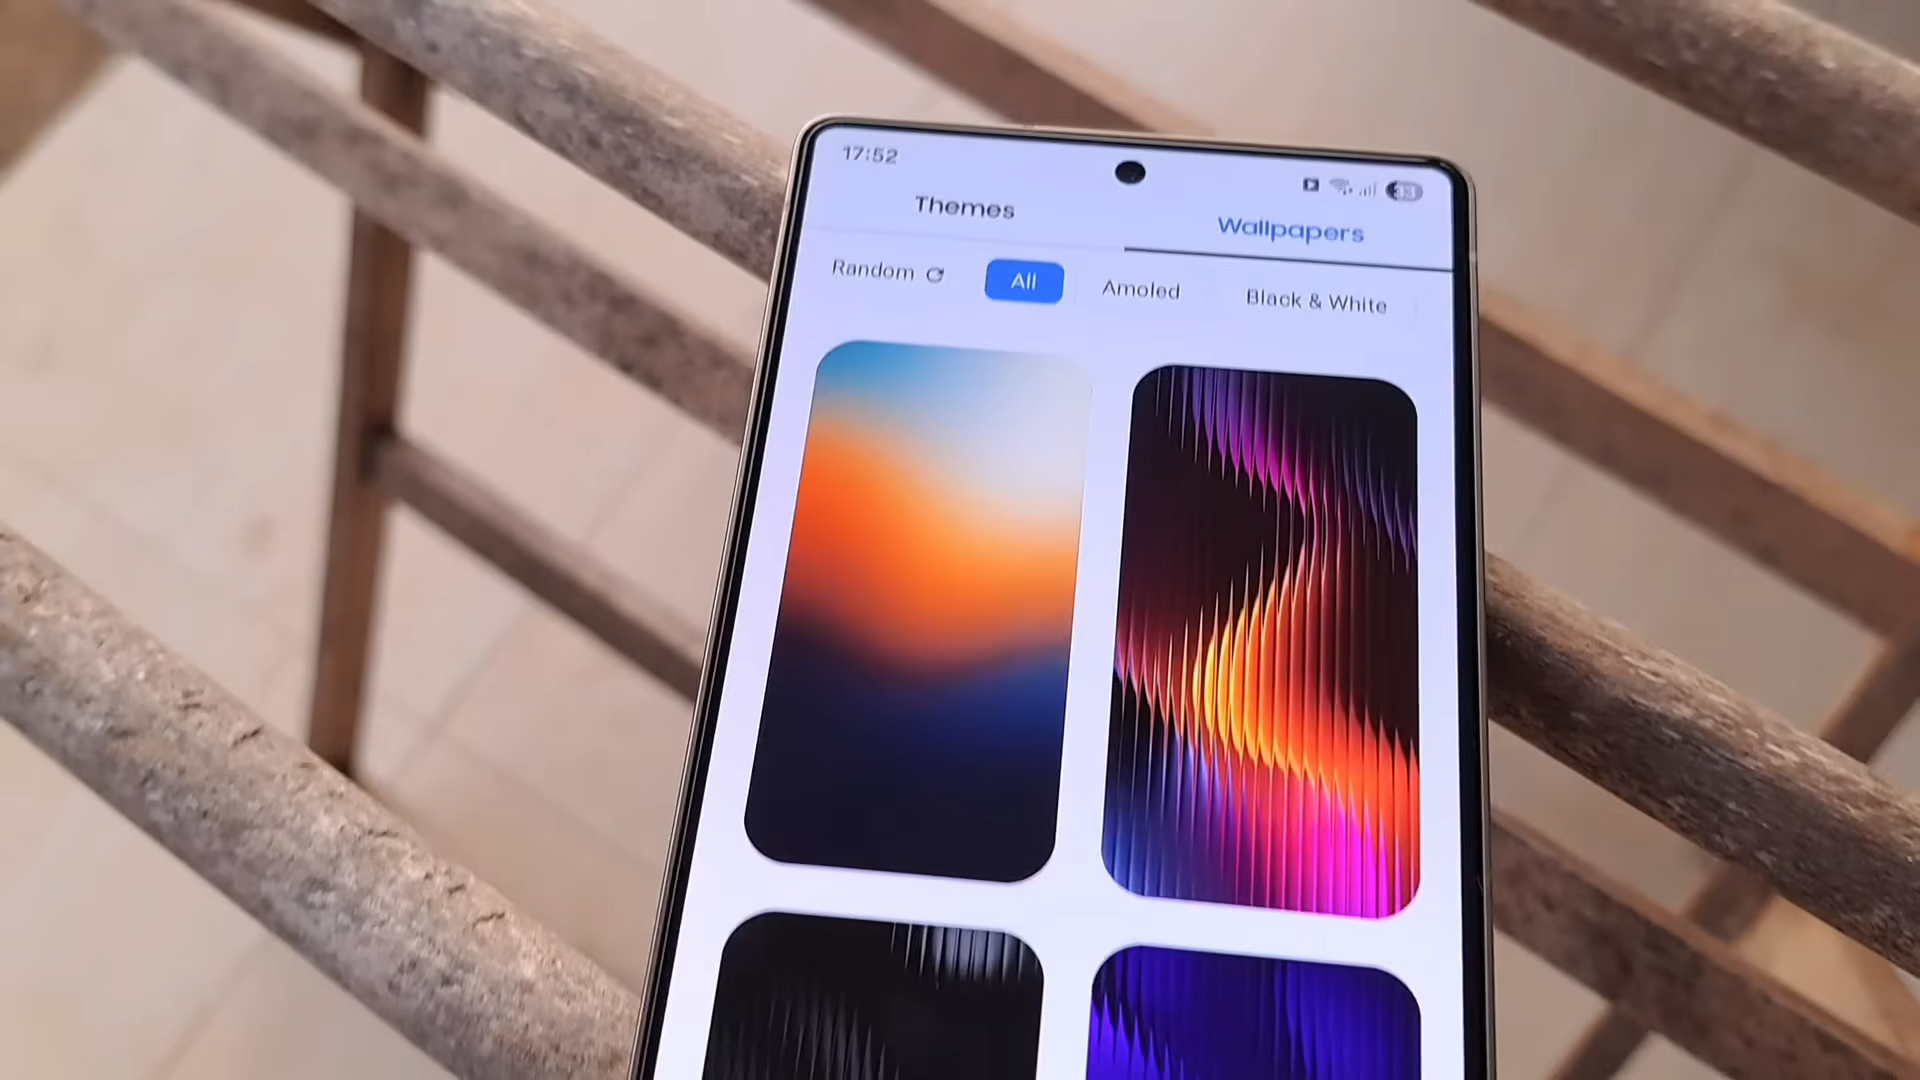 17:52
Themes
Wallpapers
Random
All
Amoled
Black & White